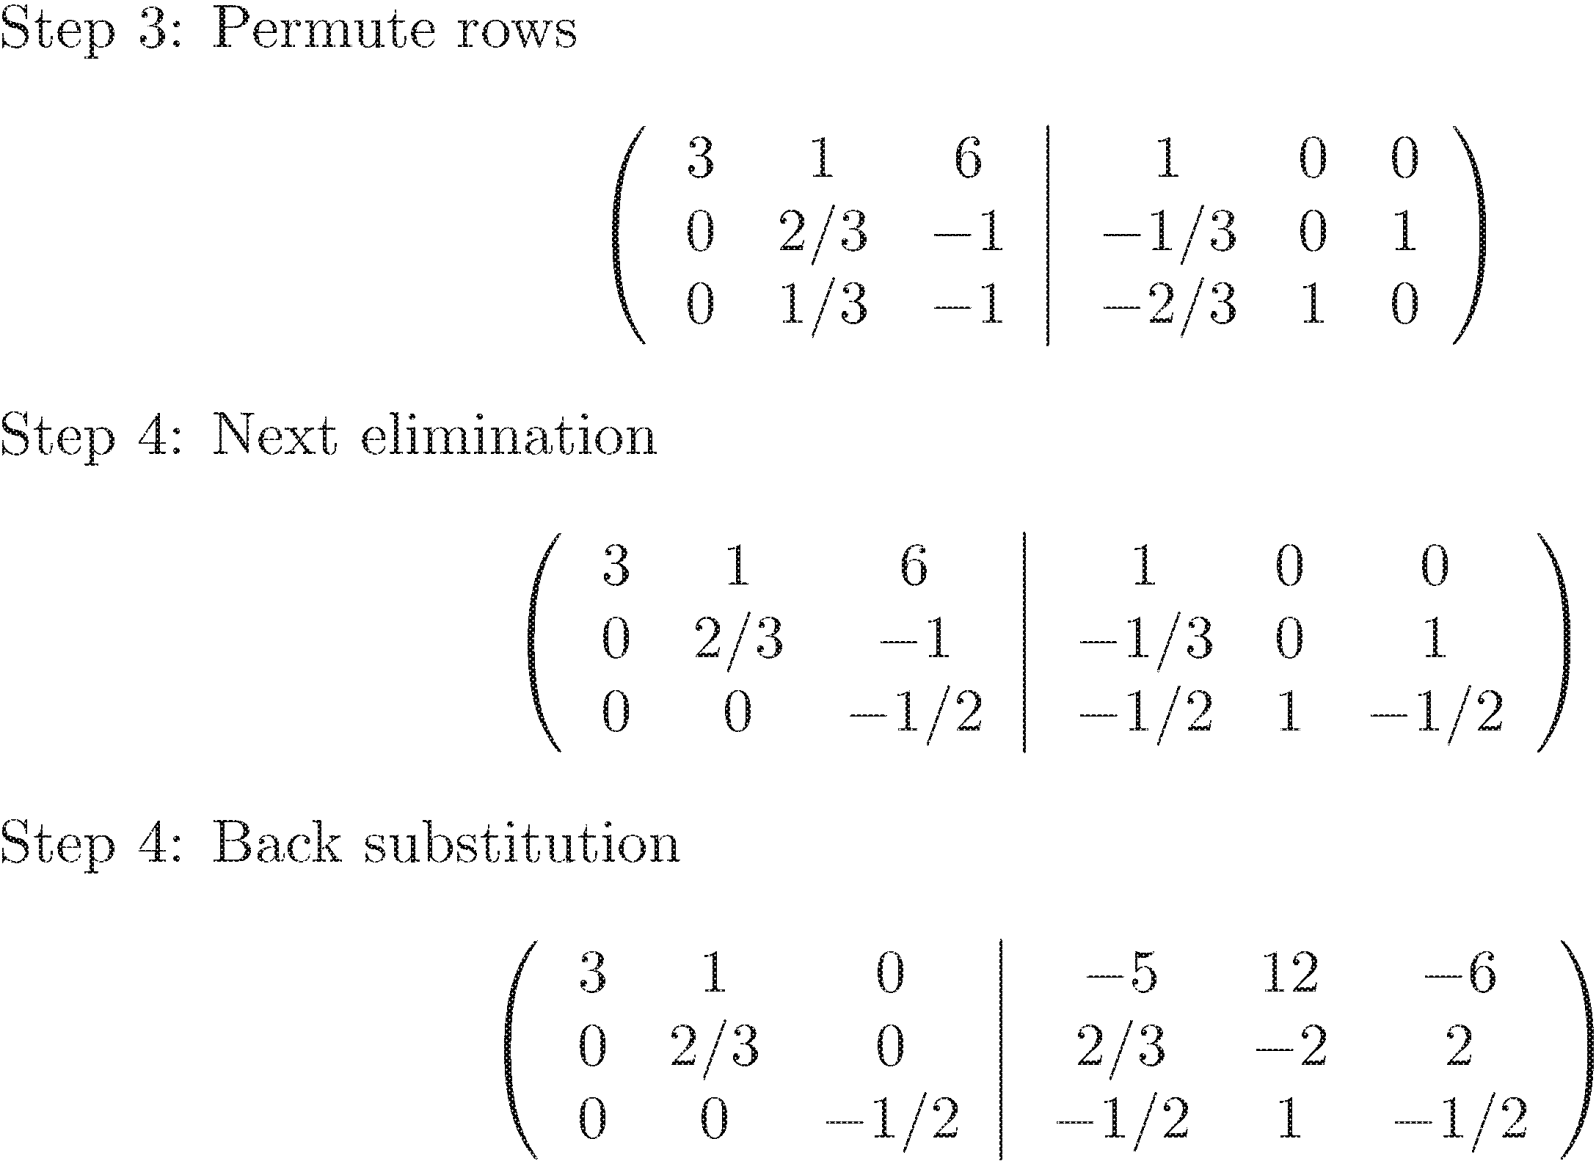 Step 3: Permute rows
3 1 6 | 1 0 0
0 2/3 −1 | −1/3 0 1
0 1/3 −1 | −2/3 1 0
Step 4: Next elimination
3 1 6 | 1 0 0
0 2/3 −1 | −1/3 0 1
0 0 −1/2 | −1/2 1 −1/2
Step 4: Back substitution
3 1 0 | −5 12 −6
0 2/3 0 | 2/3 −2 2
0 0 −1/2 | −1/2 1 −1/2